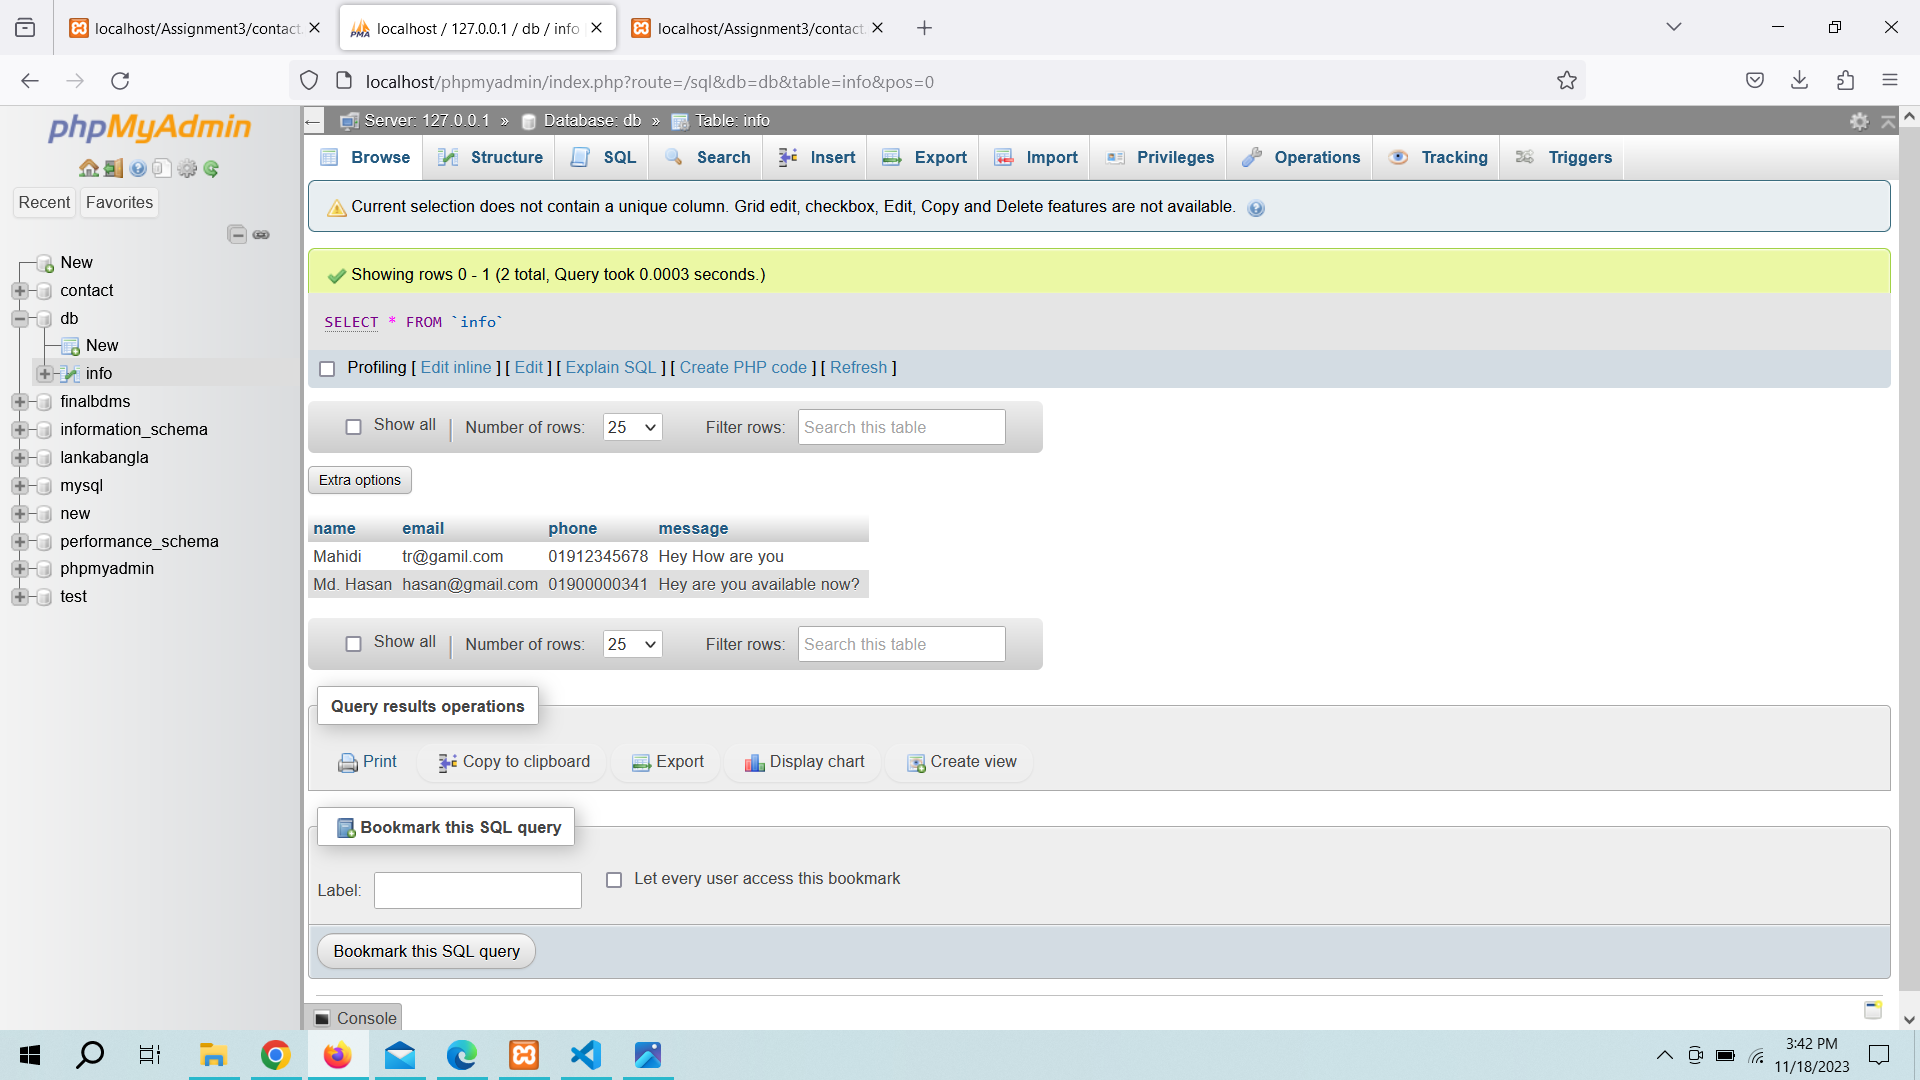 localhost/Assignment3/contact.
localhost / 127.0.0.1 / db / info
localhost/Assignment3/contact.
localhost/phpmyadmin/index.php?route=/sql&db=db&table=info&pos=0
phpMyAdmin
Recent Favorites
New
contact
db
New
info
finalbdms
information_schema
lankabangla
mysql
new
performance_schema
phpmyadmin
test
Server: 127.0.0.1 » Database: db » Table: info
Browse Structure SQL Search Insert Export Import Privileges Operations Tracking Triggers
Current selection does not contain a unique column. Grid edit, checkbox, Edit, Copy and Delete features are not available.
Showing rows 0 - 1 (2 total, Query took 0.0003 seconds.)
SELECT * FROM `info`
Profiling [ Edit inline ] [ Edit ] [ Explain SQL ] [ Create PHP code ] [ Refresh ]
Show all | Number of rows: 25 Filter rows: Search this table
Extra options
name email phone message
Mahidi tr@gamil.com 01912345678 Hey How are you
Md. Hasan hasan@gmail.com 01900000341 Hey are you available now?
Show all | Number of rows: 25 Filter rows: Search this table
Query results operations
Print Copy to clipboard Export Display chart Create view
Bookmark this SQL query
Label: Let every user access this bookmark
Bookmark this SQL query
Console
3:42 PM
11/18/2023